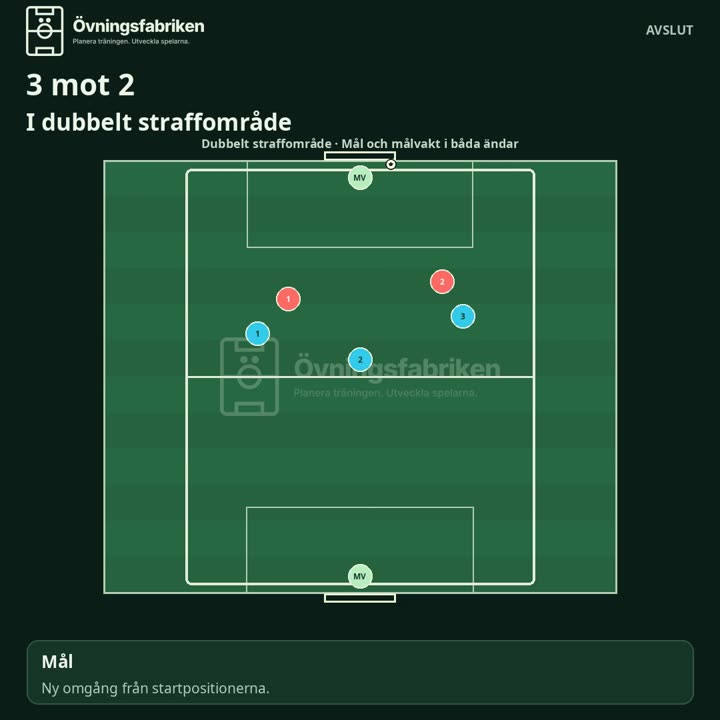 Övningsfabriken
Planera träningen. Utveckla spelarna.
AVSLUT
3 mot 2
I dubbelt straffområde
Dubbelt straffområde · Mål och målvakt i båda ändar
MV
2
1
3
1
2
Övningsfabriken
Planera träningen. Utveckla spelarna.
MV
Mål
Ny omgång från startpositionerna.